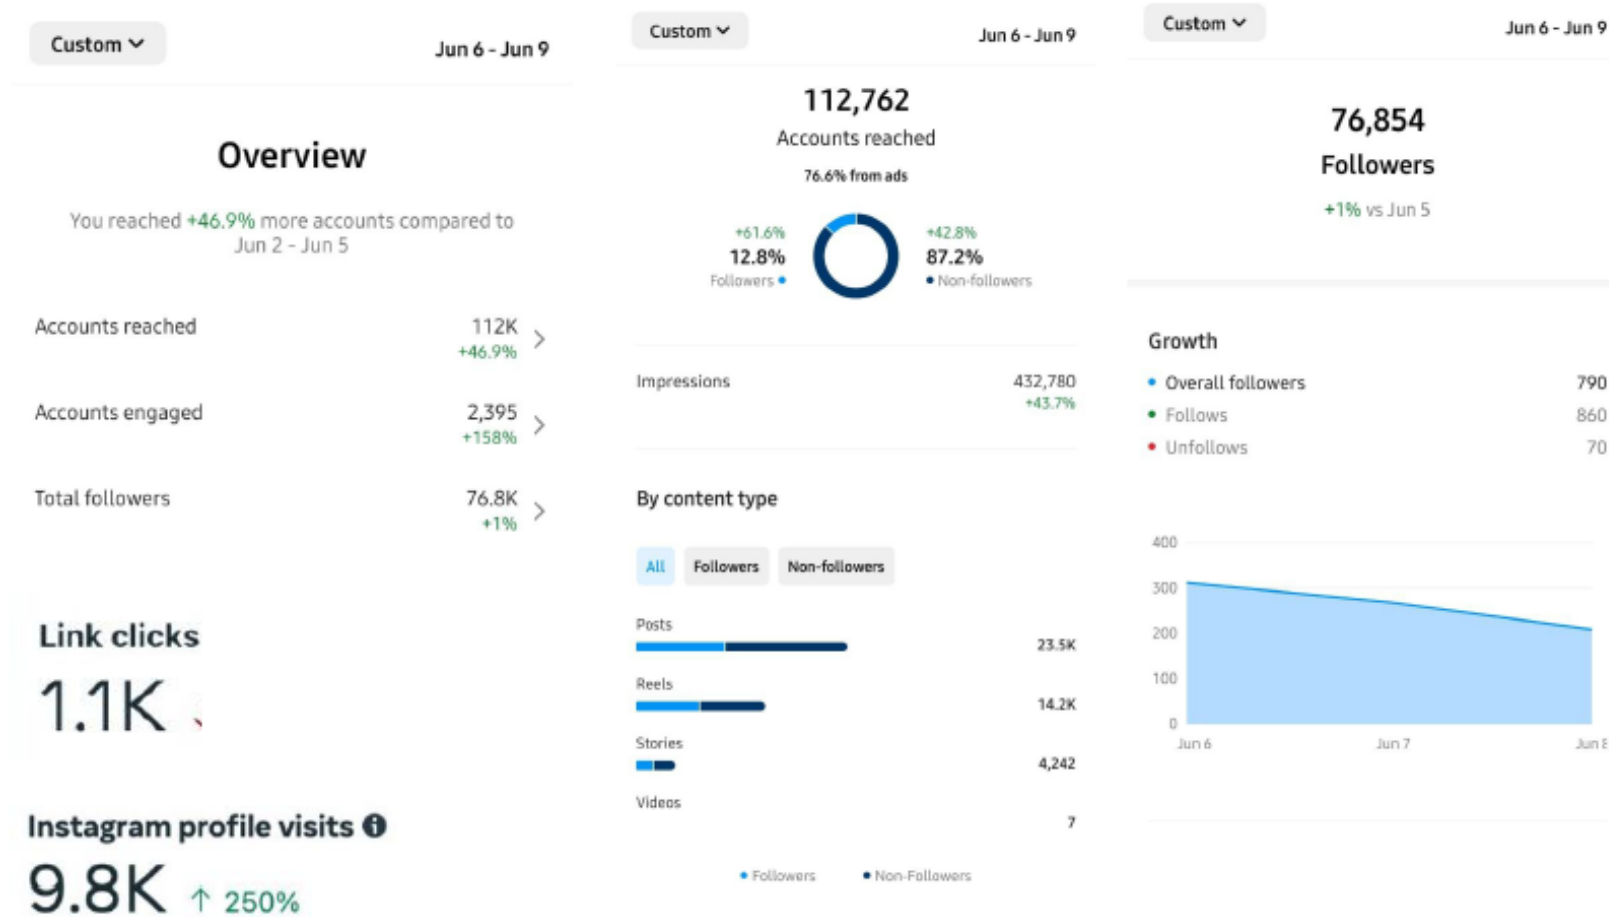 Custom
Jun 6 - Jun 9
Overview
You reached +46.9% more accounts compared to
Jun 2 - Jun 5
Accounts reached
112K
+46.9%
Accounts engaged
2,395
+158%
Total followers
76.8K
+1%
Link clicks
1.1K
Instagram profile visits
9.8K ↑ 250%
Custom
Jun 6 - Jun 9
112,762
Accounts reached
76.6% from ads
+61.6%
12.8%
Followers
+42.8%
87.2%
Non-followers
Impressions
432,780
+43.7%
By content type
All
Followers
Non-followers
Posts
23.5K
Reels
14.2K
Stories
4,242
Videos
7
Followers
Non-Followers
Custom
Jun 6 - Jun 9
76,854
Followers
+1% vs Jun 5
Growth
Overall followers
790
Follows
860
Unfollows
70
400
300
200
100
0
Jun 6
Jun 7
Jun